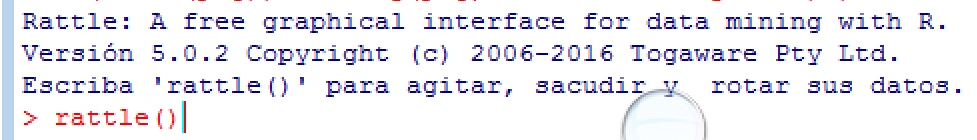 Rattle: A free graphical interface for data mining with R.
Versión 5.0.2 Copyright (c) 2006-2016 Togaware Pty Ltd.
Escriba 'rattle()' para agitar, sacudir y  rotar sus datos.
> rattle()